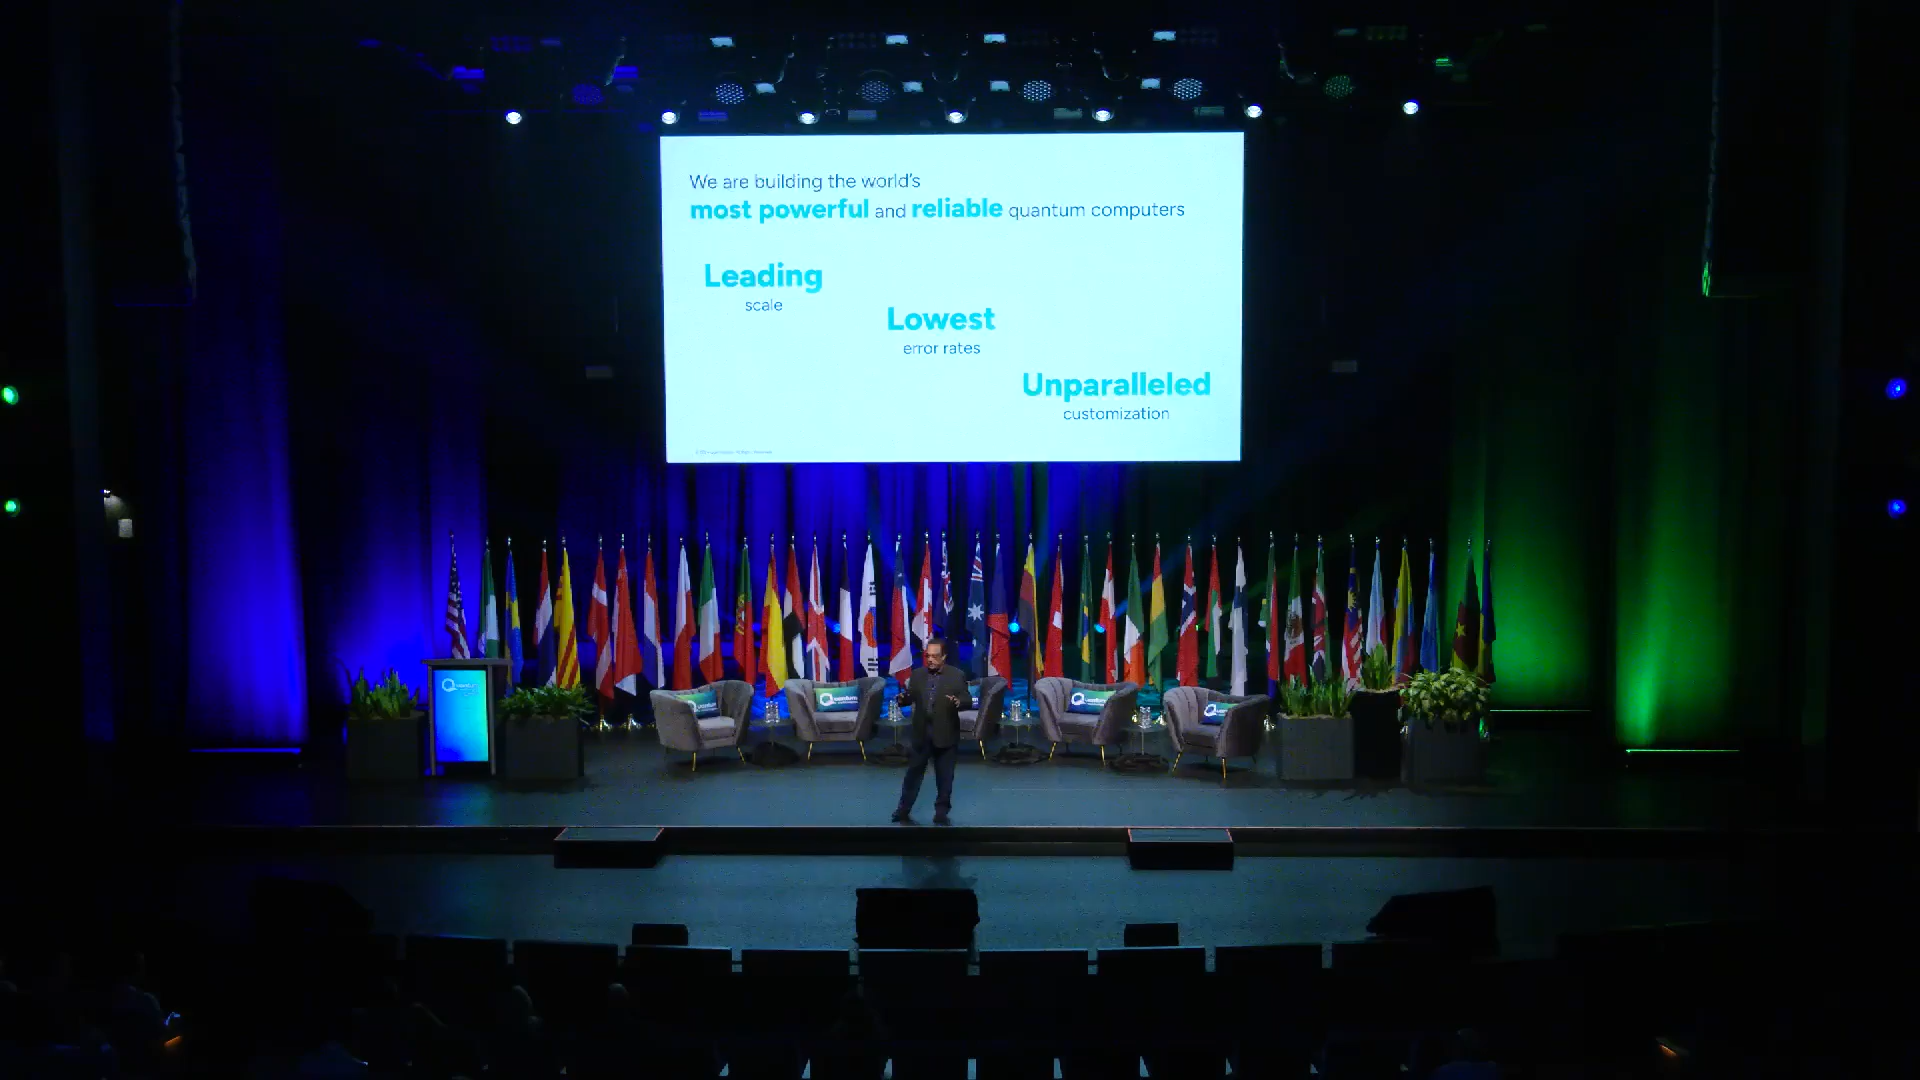 We are building the world's
most powerful and reliable quantum computers
Leading
scale
Lowest
error rates
Unparalleled
customization